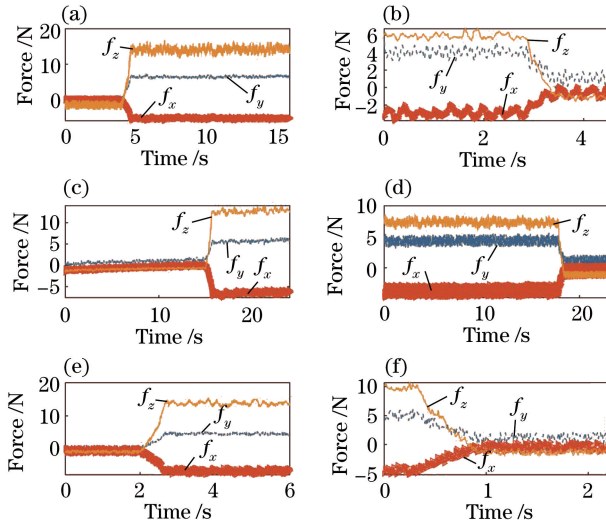 (a)
Force /N
20
10
0
f_z
f_y
f_x
0 5 10 15
Time /s
(b)
Force /N
6
4
2
0
−2
f_z
f_y
f_x
0 2 4
Time /s
(c)
Force /N
10
5
0
−5
f_z
f_y
f_x
0 10 20
Time /s
(d)
Force /N
10
5
0
f_z
f_x
f_y
0 10 20
Time /s
(e)
Force /N
20
10
0
f_z
f_y
f_x
0 2 4 6
Time /s
(f)
Force /N
10
5
0
−5
f_z
f_y
f_x
0 1 2
Time /s